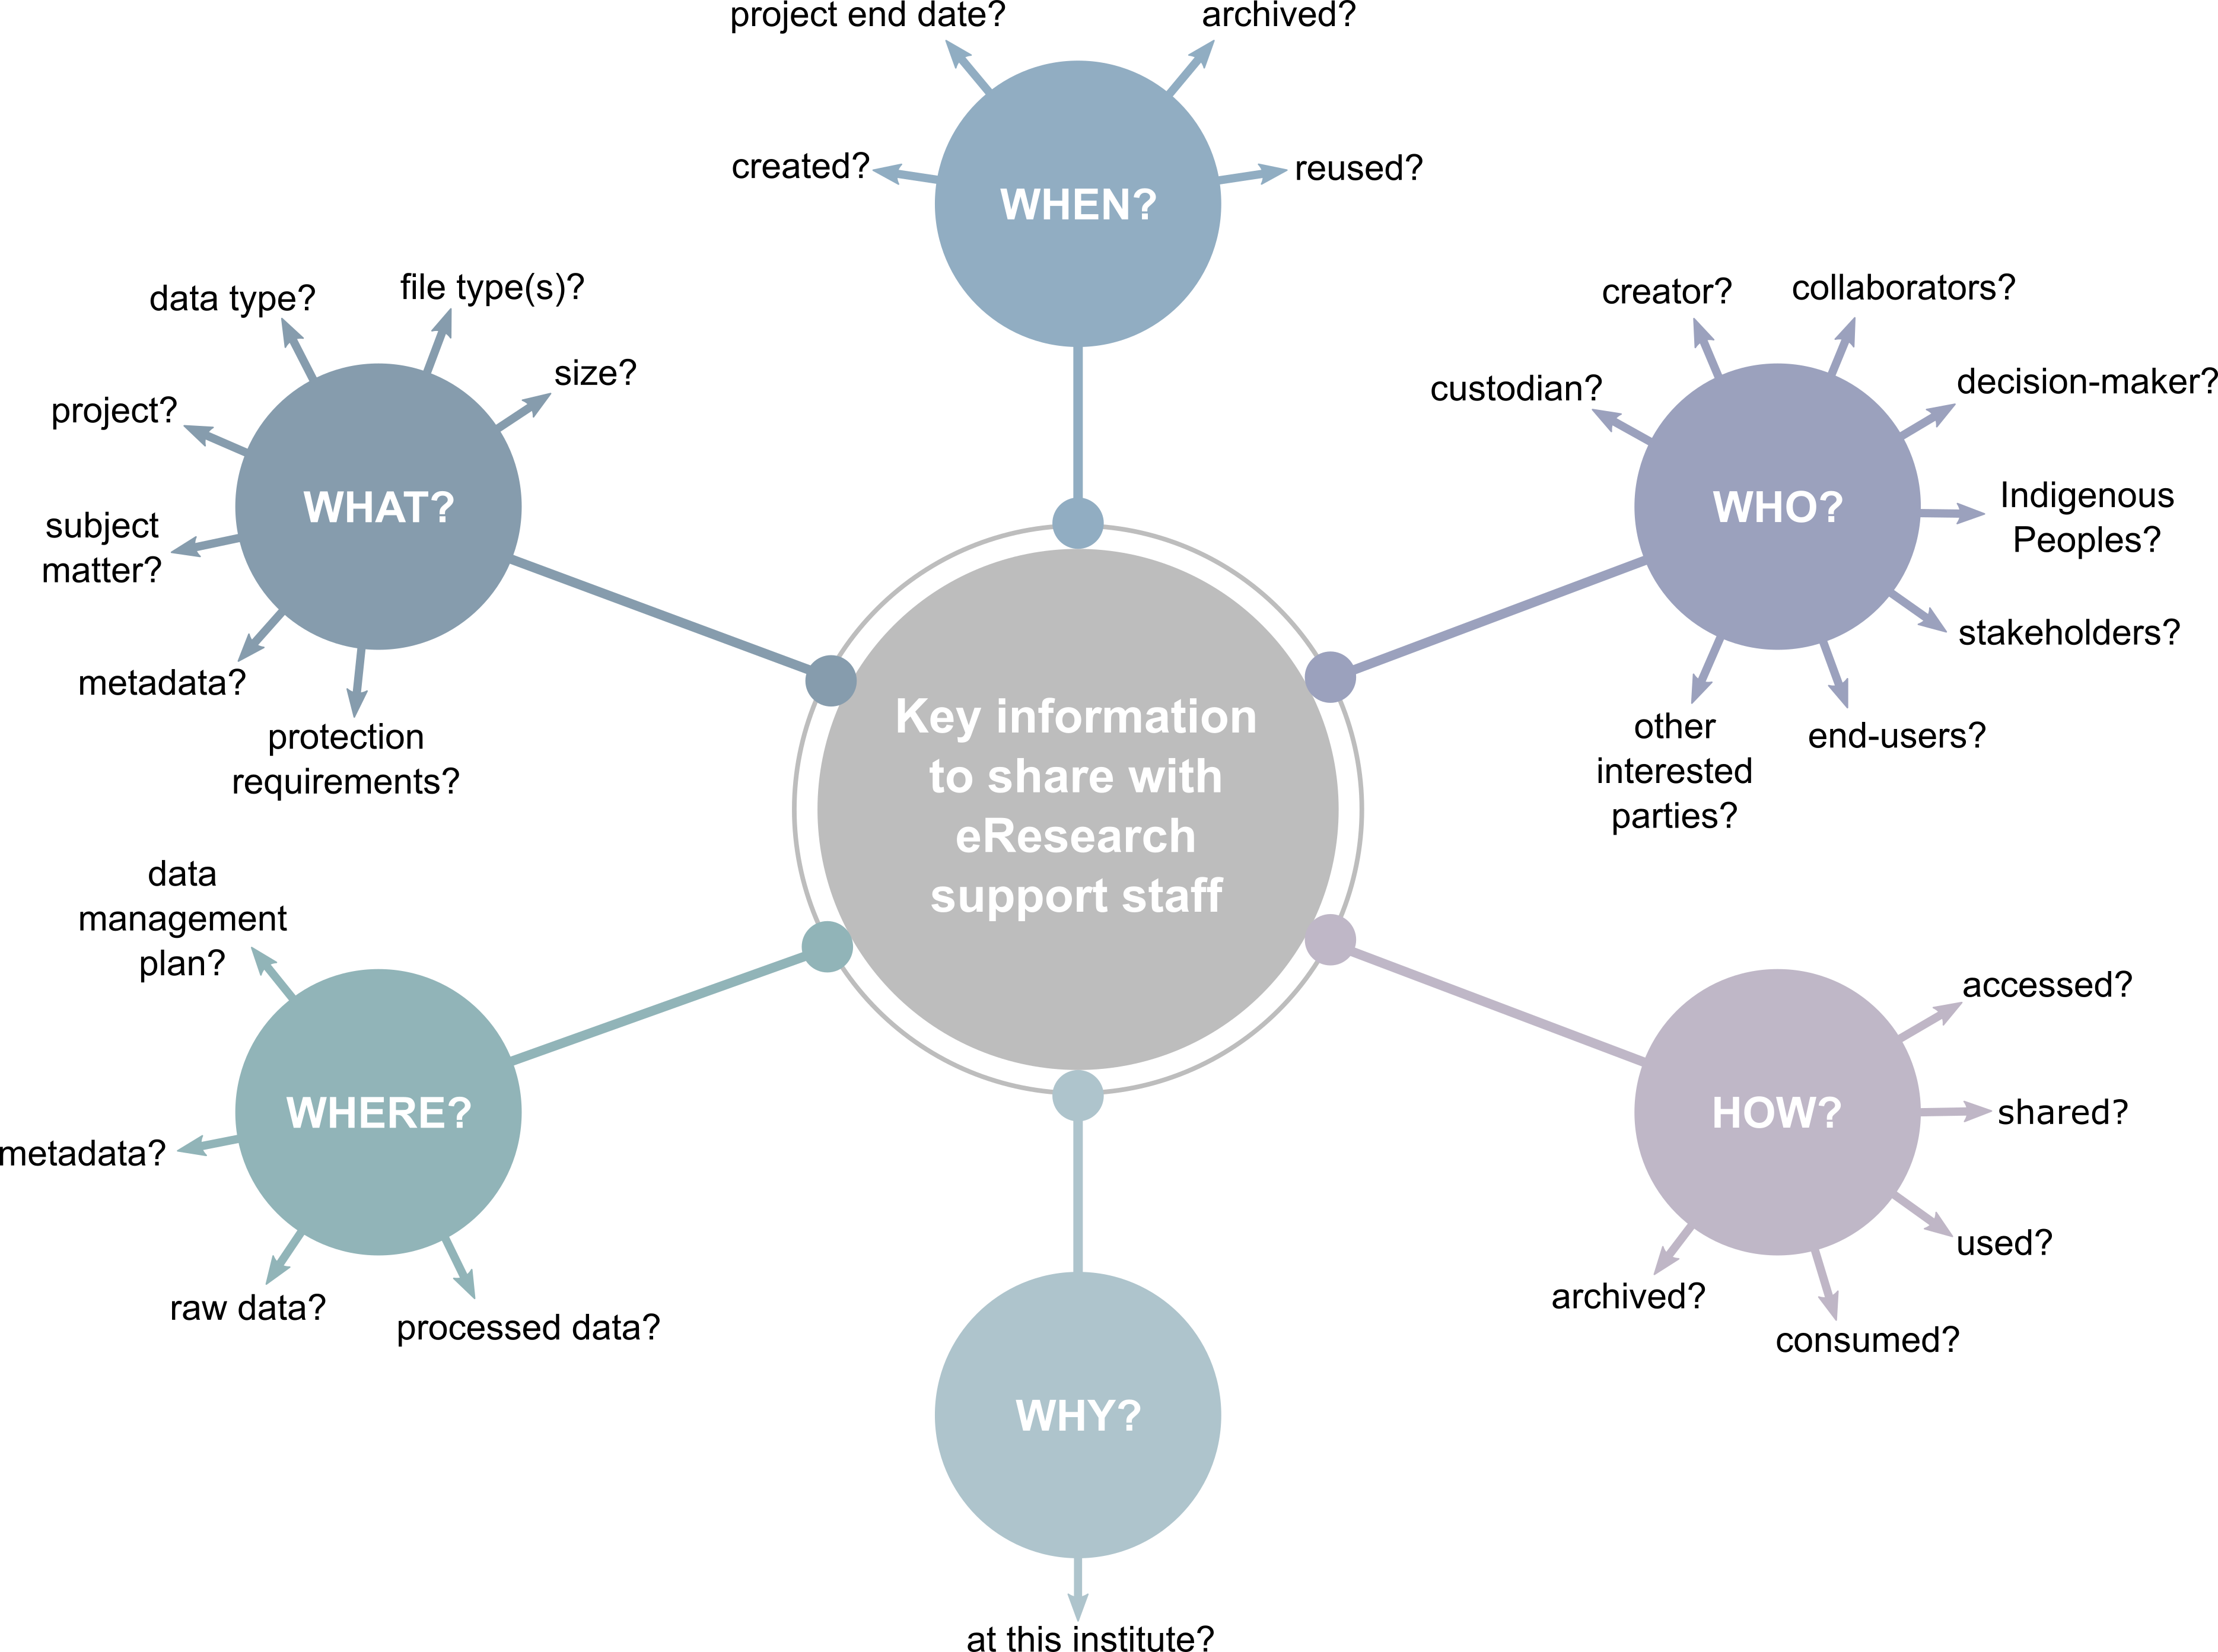 project end date?
archived?
created?
reused?
WHEN?
data type?
file type(s)?
size?
project?
subject
matter?
metadata?
protection
requirements?
WHAT?
creator?
collaborators?
custodian?
decision-maker?
Indigenous
Peoples?
stakeholders?
end-users?
other
interested
parties?
WHO?
Key information
to share with
eResearch
support staff
data
management
plan?
metadata?
raw data?
processed data?
WHERE?
accessed?
shared?
used?
consumed?
archived?
HOW?
WHY?
at this institute?